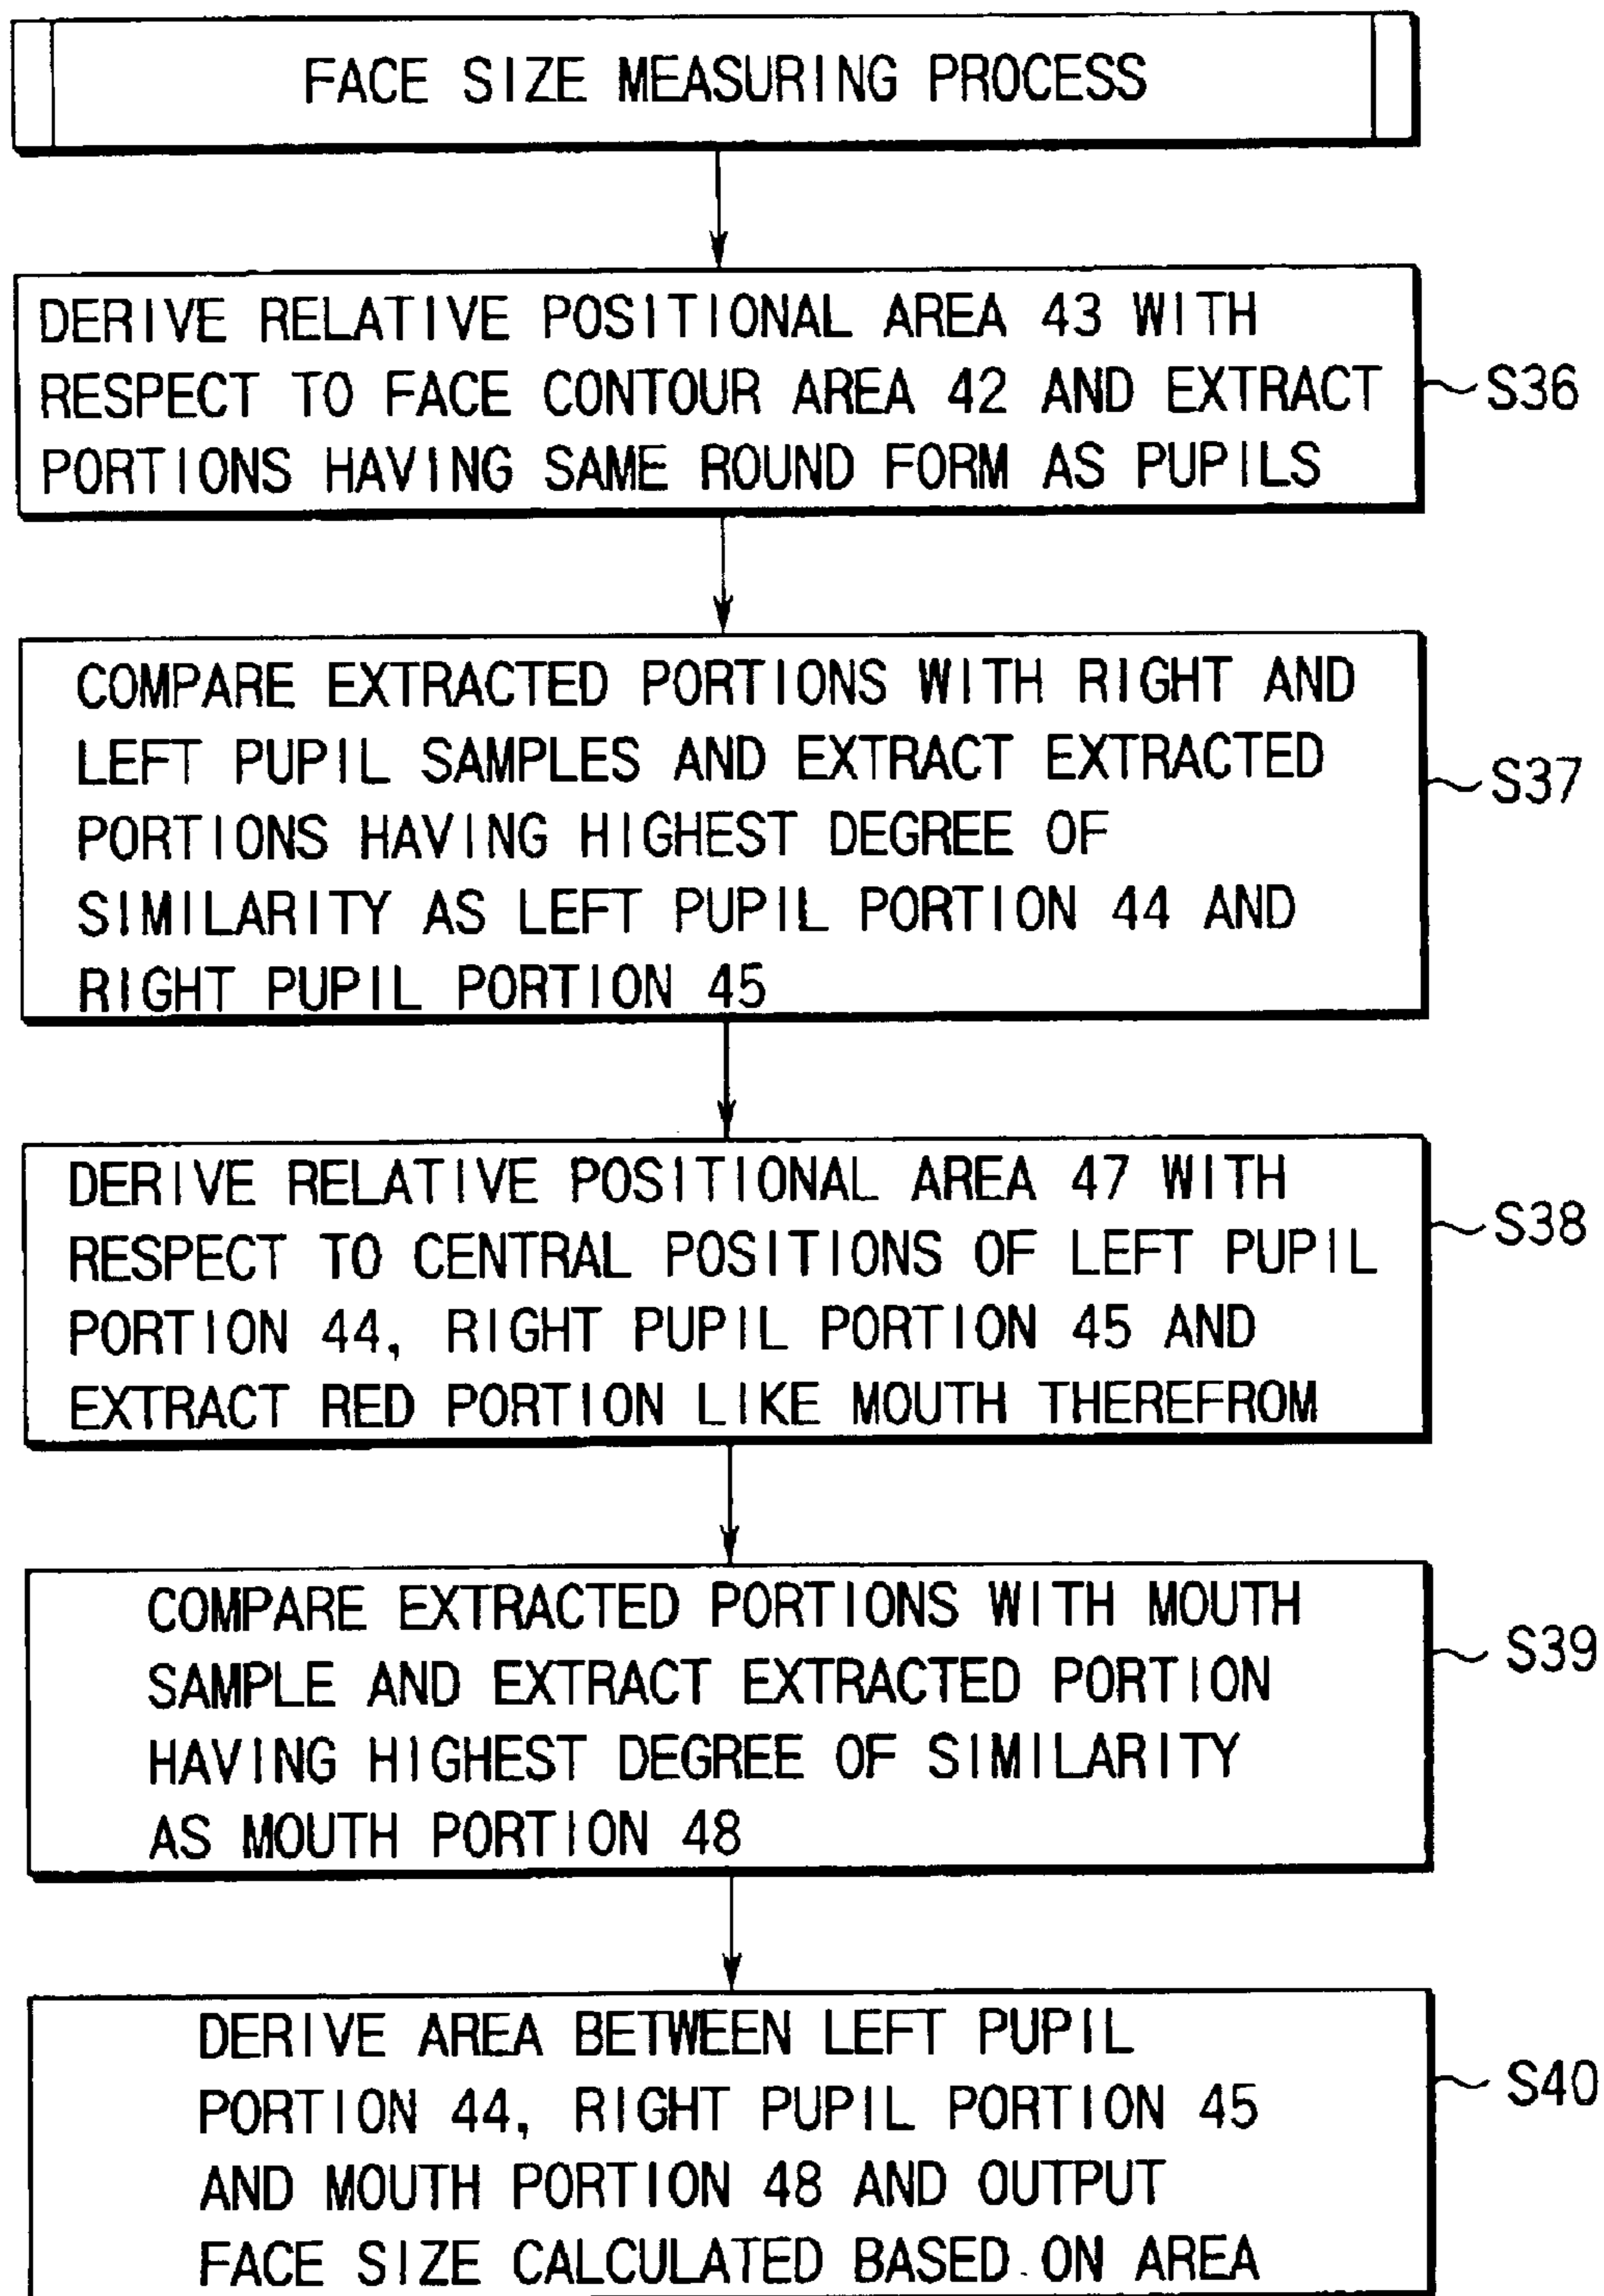 FACE SIZE MEASURING PROCESS
DERIVE RELATIVE POSITIONAL AREA 43 WITH
RESPECT TO FACE CONTOUR AREA 42 AND EXTRACT
PORTIONS HAVING SAME ROUND FORM AS PUPILS
S36
COMPARE EXTRACTED PORTIONS WITH RIGHT AND
LEFT PUPIL SAMPLES AND EXTRACT EXTRACTED
PORTIONS HAVING HIGHEST DEGREE OF
SIMILARITY AS LEFT PUPIL PORTION 44 AND
RIGHT PUPIL PORTION 45
S37
DERIVE RELATIVE POSITIONAL AREA 47 WITH
RESPECT TO CENTRAL POSITIONS OF LEFT PUPIL
PORTION 44, RIGHT PUPIL PORTION 45 AND
EXTRACT RED PORTION LIKE MOUTH THEREFROM
S38
COMPARE EXTRACTED PORTIONS WITH MOUTH
SAMPLE AND EXTRACT EXTRACTED PORTION
HAVING HIGHEST DEGREE OF SIMILARITY
AS MOUTH PORTION 48
S39
DERIVE AREA BETWEEN LEFT PUPIL
PORTION 44, RIGHT PUPIL PORTION 45
AND MOUTH PORTION 48 AND OUTPUT
FACE SIZE CALCULATED BASED ON AREA
S40